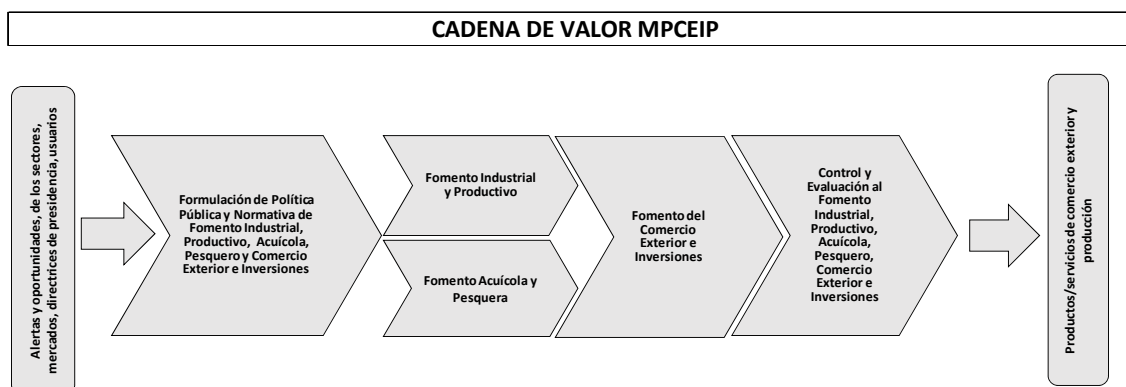 CADENA DE VALOR MPCEIP
Alertas y oportunidades, de los sectores,
mercados, directrices de presidencia, usuarios
Formulación de Política
Pública y Normativa de
Fomento Industrial,
Productivo, Acuícola,
Pesquero y Comercio
Exterior e Inversiones
Fomento Industrial
y Productivo
Fomento Acuícola y
Pesquera
Fomento del
Comercio
Exterior e
Inversiones
Control y
Evaluación al
Fomento
Industrial,
Productivo,
Acuícola,
Pesquero,
Comercio
Exterior e
Inversiones
Productos/servicios de comercio exterior y
producción